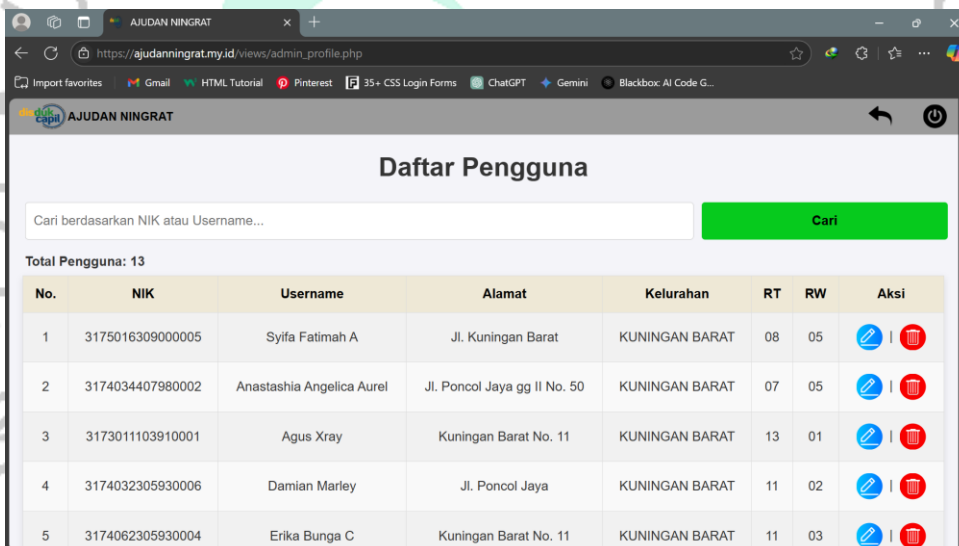 AJUDAN NINGRAT
https://ajudanningrat.my.id/views/admin_profile.php
Import favorites Gmail HTML Tutorial Pinterest 35+ CSS Login Forms ChatGPT Gemini Blackbox: AI Code G...
disdukcapil AJUDAN NINGRAT
Daftar Pengguna
Cari berdasarkan NIK atau Username... Cari
Total Pengguna: 13
No. NIK Username Alamat Kelurahan RT RW Aksi
1 3175016309000005 Syifa Fatimah A Jl. Kuningan Barat KUNINGAN BARAT 08 05 |
2 3174034407980002 Anastashia Angelica Aurel Jl. Poncol Jaya gg II No. 50 KUNINGAN BARAT 07 05 |
3 3173011103910001 Agus Xray Kuningan Barat No. 11 KUNINGAN BARAT 13 01 |
4 3174032305930006 Damian Marley Jl. Poncol Jaya KUNINGAN BARAT 11 02 |
5 3174062305930004 Erika Bunga C Kuningan Barat No. 11 KUNINGAN BARAT 11 03 |